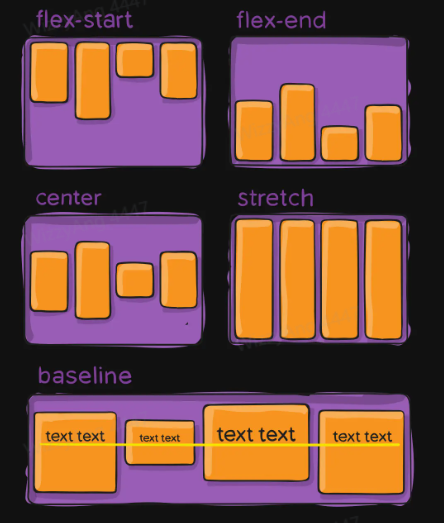 flex-start
flex-end
center
stretch
baseline
text text
text text
text text
text text